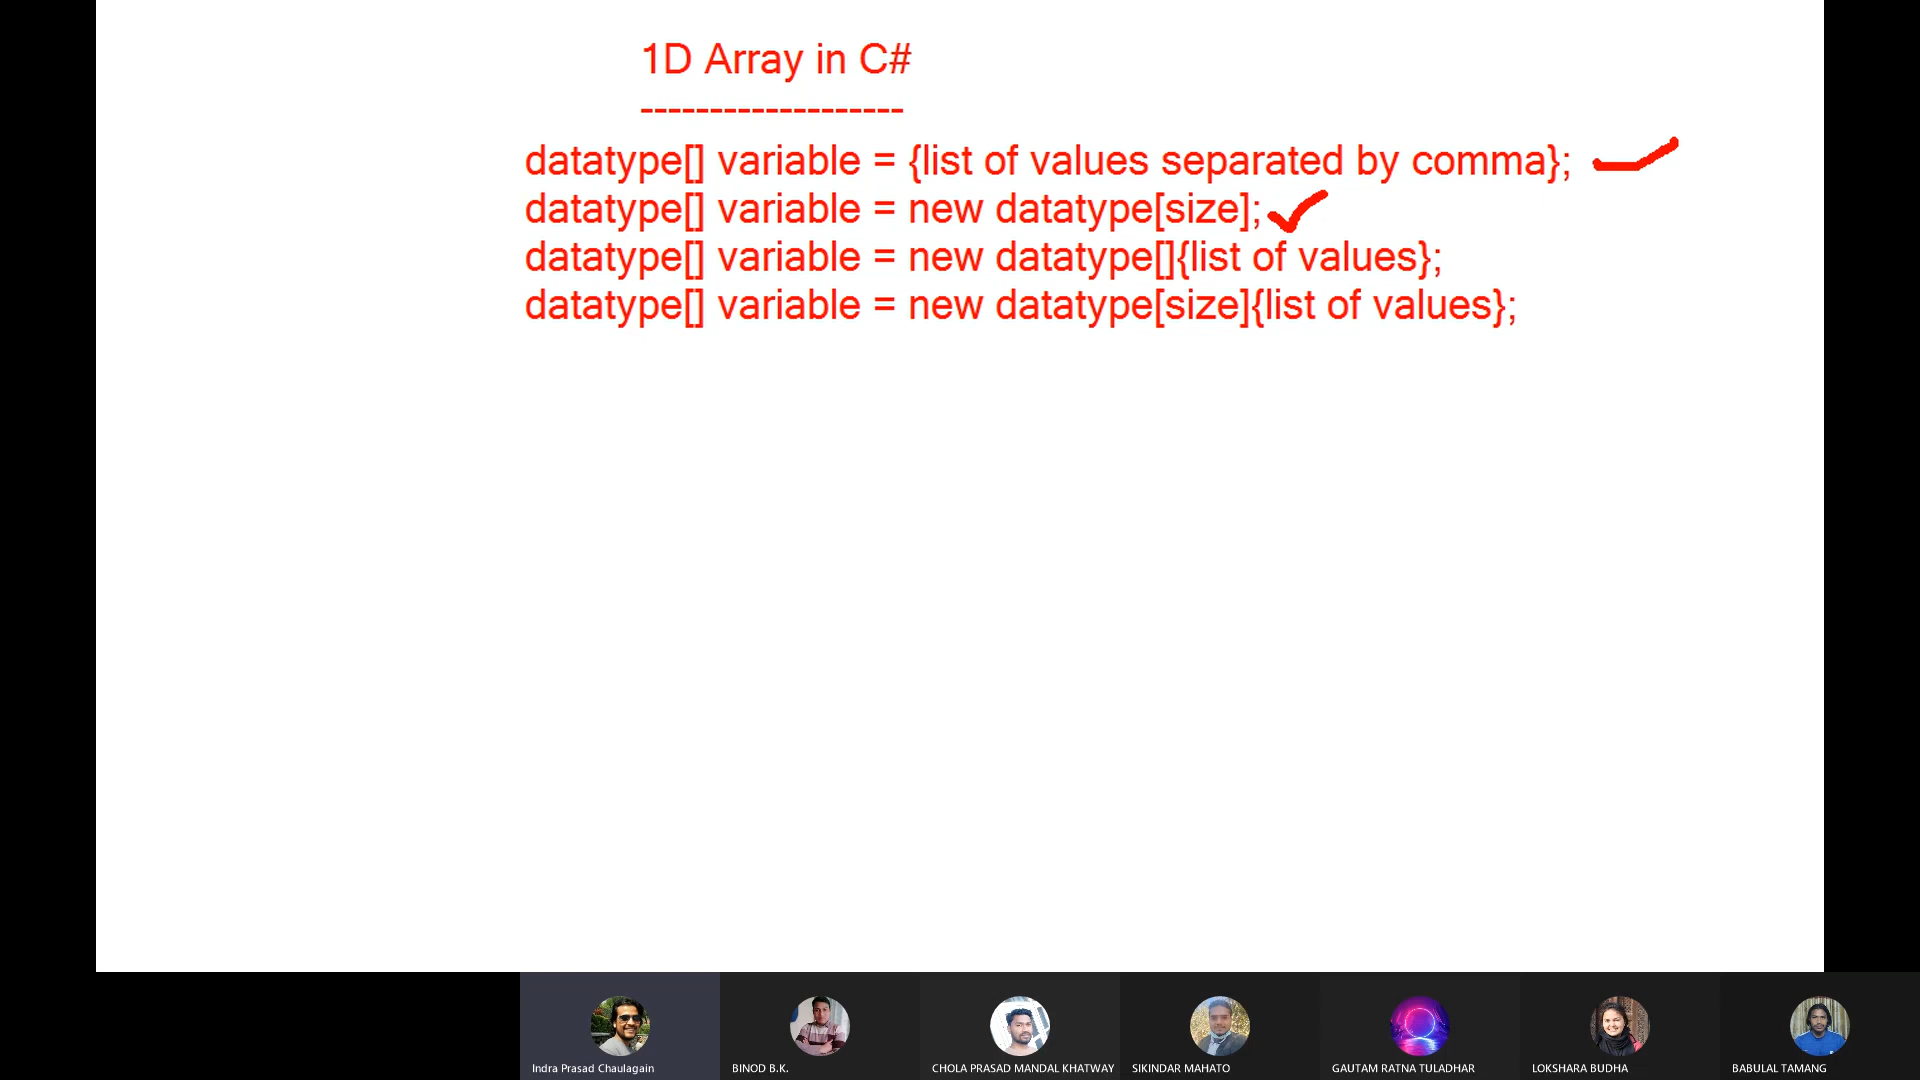 1D Array in C#
-------------------
datatype[] variable = {list of values separated by comma};
datatype[] variable = new datatype[size];
datatype[] variable = new datatype[]{list of values};
datatype[] variable = new datatype[size]{list of values};
Indra Prasad Chaulagain
BINOD B.K.
CHOLA PRASAD MANDAL KHATWAY
SIKINDAR MAHATO
GAUTAM RATNA TULADHAR
LOKSHARA BUDHA
BABULAL TAMANG